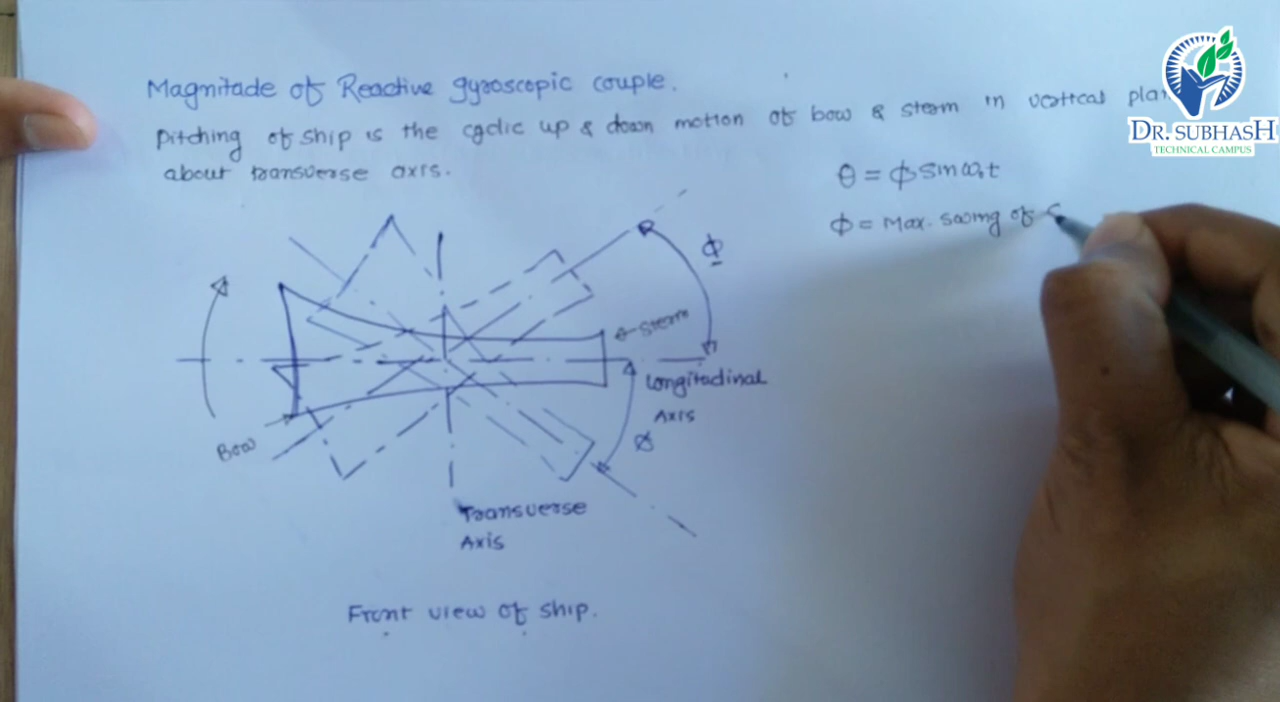 Magnitade of Reactive gyroscopic couple.
Pitching of ship is the cyclic up & down motion of bow & stern in vertical
about transverse axis.
DR. SUBHASH
TECHNICAL CAMPUS
θ = ϕ sin ω₁t
ϕ = Max. swing of
ϕ
stern
Longitadinal
Axis
ϕ
Bow
Transverse
Axis
Front view of ship.